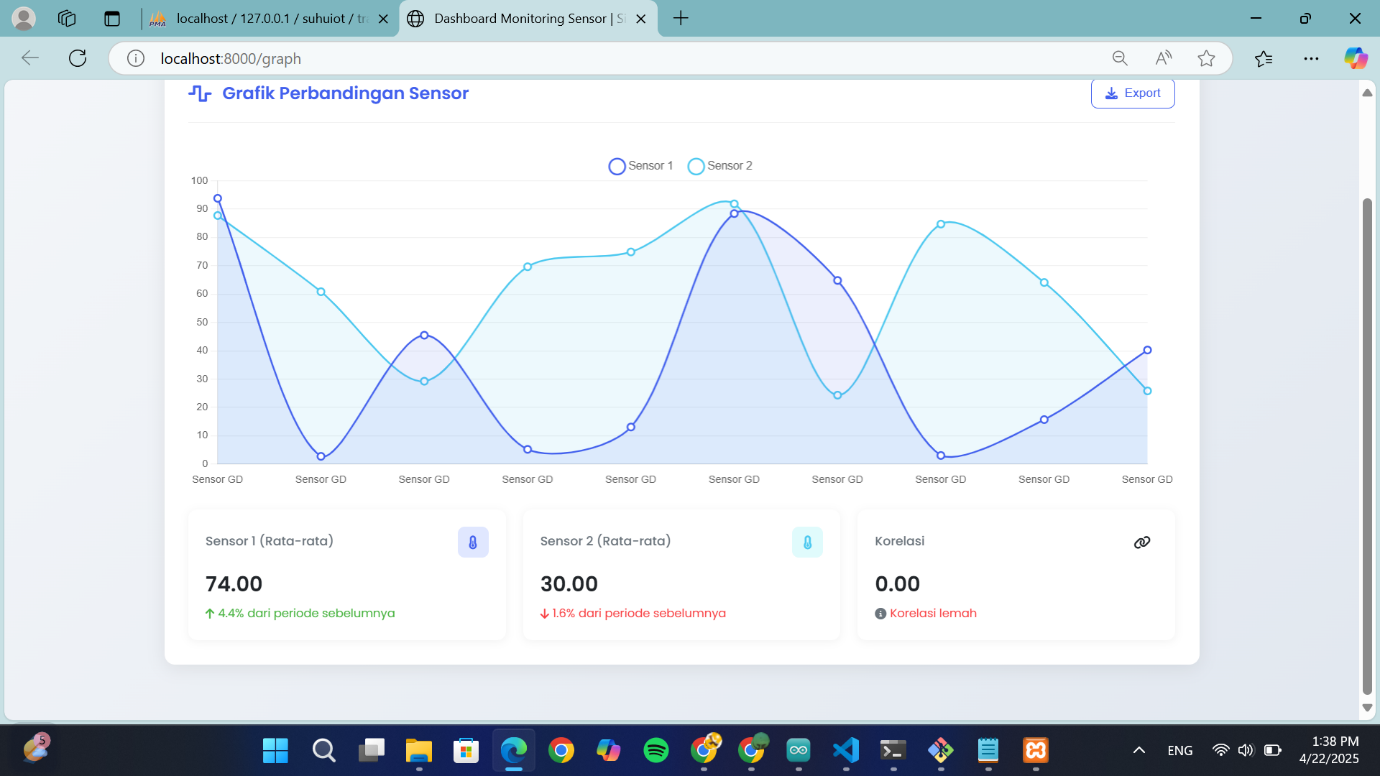 localhost / 127.0.0.1 / suhuiot / tr
Dashboard Monitoring Sensor | Si
localhost:8000/graph
Grafik Perbandingan Sensor
Export
Sensor 1 Sensor 2
100
90
80
70
60
50
40
30
20
10
0
Sensor GD Sensor GD Sensor GD Sensor GD Sensor GD Sensor GD Sensor GD Sensor GD Sensor GD Sensor GD
Sensor 1 (Rata-rata)
74.00
4.4% dari periode sebelumnya
Sensor 2 (Rata-rata)
30.00
1.6% dari periode sebelumnya
Korelasi
0.00
Korelasi lemah
5
ENG
1:38 PM
4/22/2025